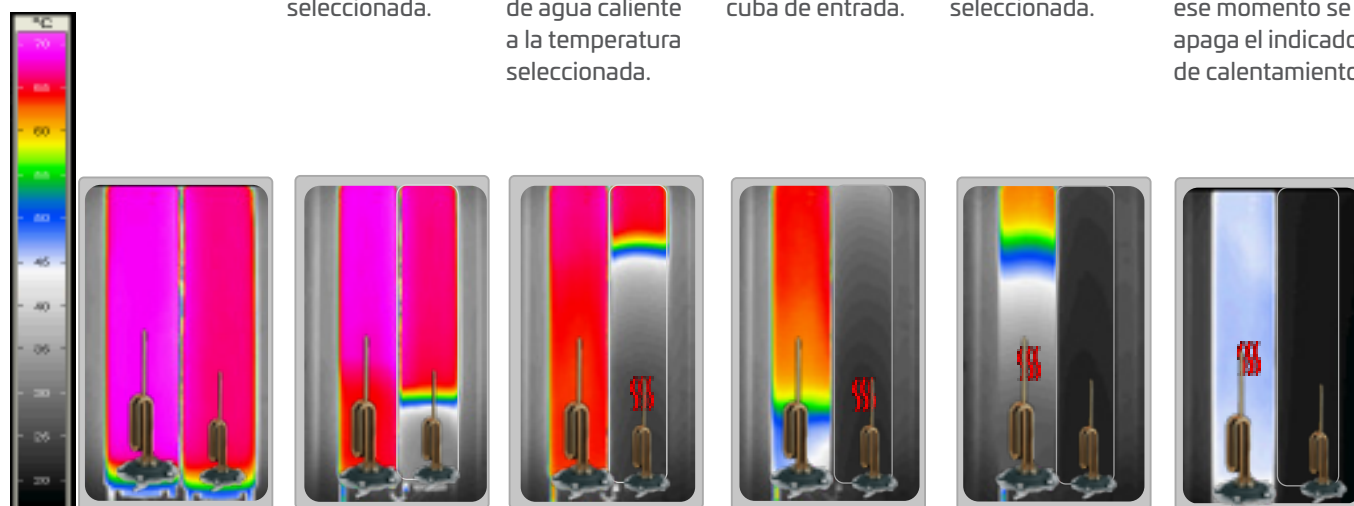 seleccionada.
de agua caliente
a la temperatura
seleccionada.
cuba de entrada.
seleccionada.
ese momento se
apaga el indicado
de calentamiento
°C
70
65
60
55
50
45
40
35
30
25
20